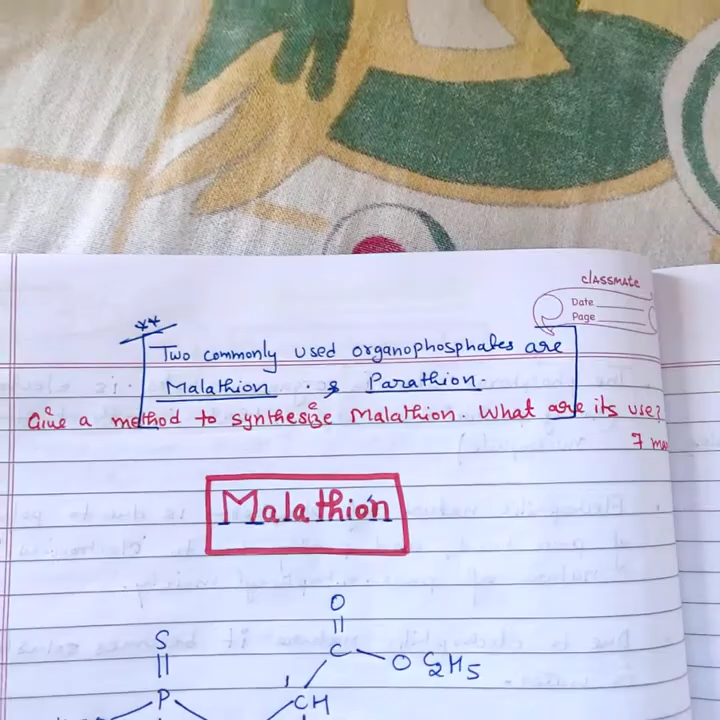 classmate
Date
Page
**
Two commonly used organophosphates are
Malathion & Parathion.
Give a method to synthesize Malathion. What are its use?
7
Malathion
O
||
S
||
C
O C2H5
P
CH